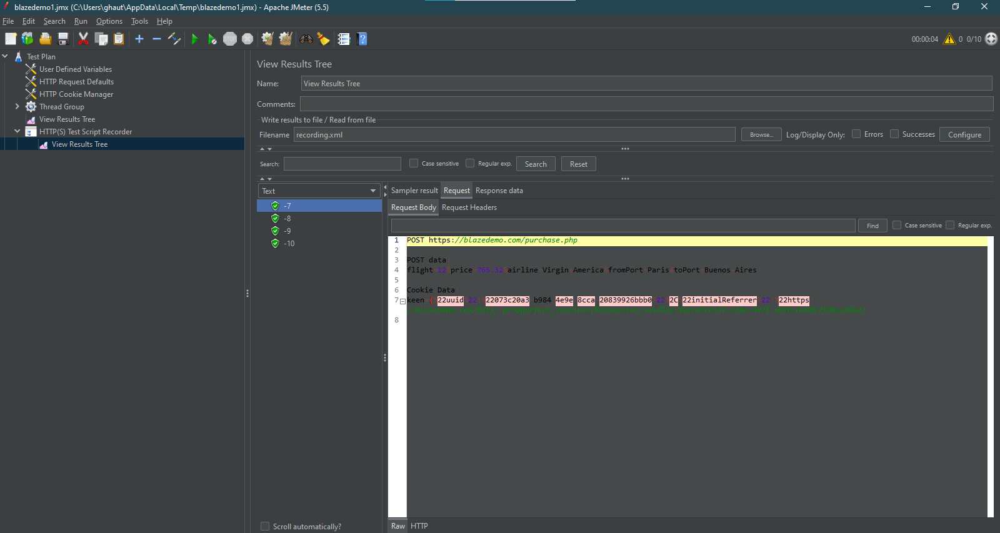 blazedemo1.jmx (C:\Users\ghaut\AppData\Local\Temp\blazedemo1.jmx) - Apache JMeter (5.5)
File Edit Search Run Options Tools Help
00:00:04 0 0/10
Test Plan
User Defined Variables
HTTP Request Defaults
HTTP Cookie Manager
Thread Group
View Results Tree
HTTP(S) Test Script Recorder
View Results Tree
View Results Tree
Name: View Results Tree
Comments:
Write results to file / Read from file
Filename recording.xml Browse... Log/Display Only: Errors Successes Configure
Search: Case sensitive Regular exp. Search Reset
Text
-7
-8
-9
-10
Scroll automatically?
Sampler result Request Response data
Request Body Request Headers
Find Case sensitive Regular exp.
1 POST https://blazedemo.com/purchase.php
2
3 POST data
4 flight 12 price 765.32 airline Virgin America fromPort Paris toPort Buenos Aires
5
6 Cookie Data
7 keen { 22uuid 22 22073c20a3 b984 4e9e 8cca 20839926bbb0 22 2C 22initialReferrer 22 22https
8
Raw HTTP